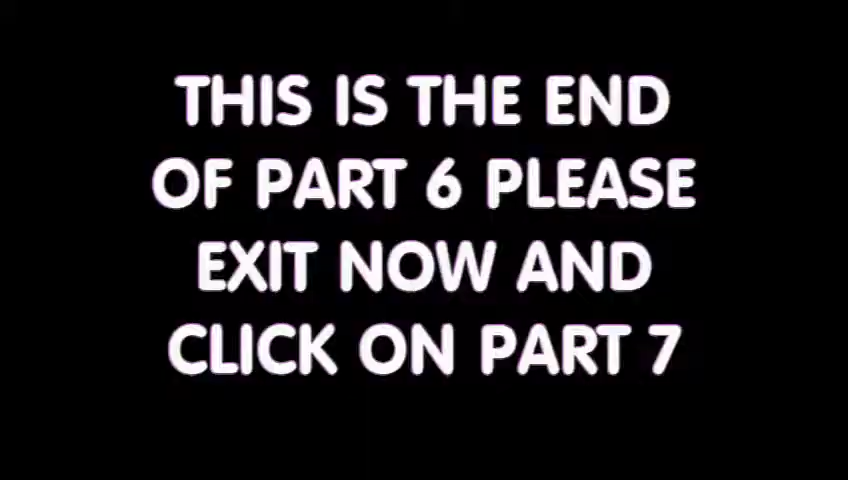 THIS IS THE END
OF PART 6 PLEASE
EXIT NOW AND
CLICK ON PART 7